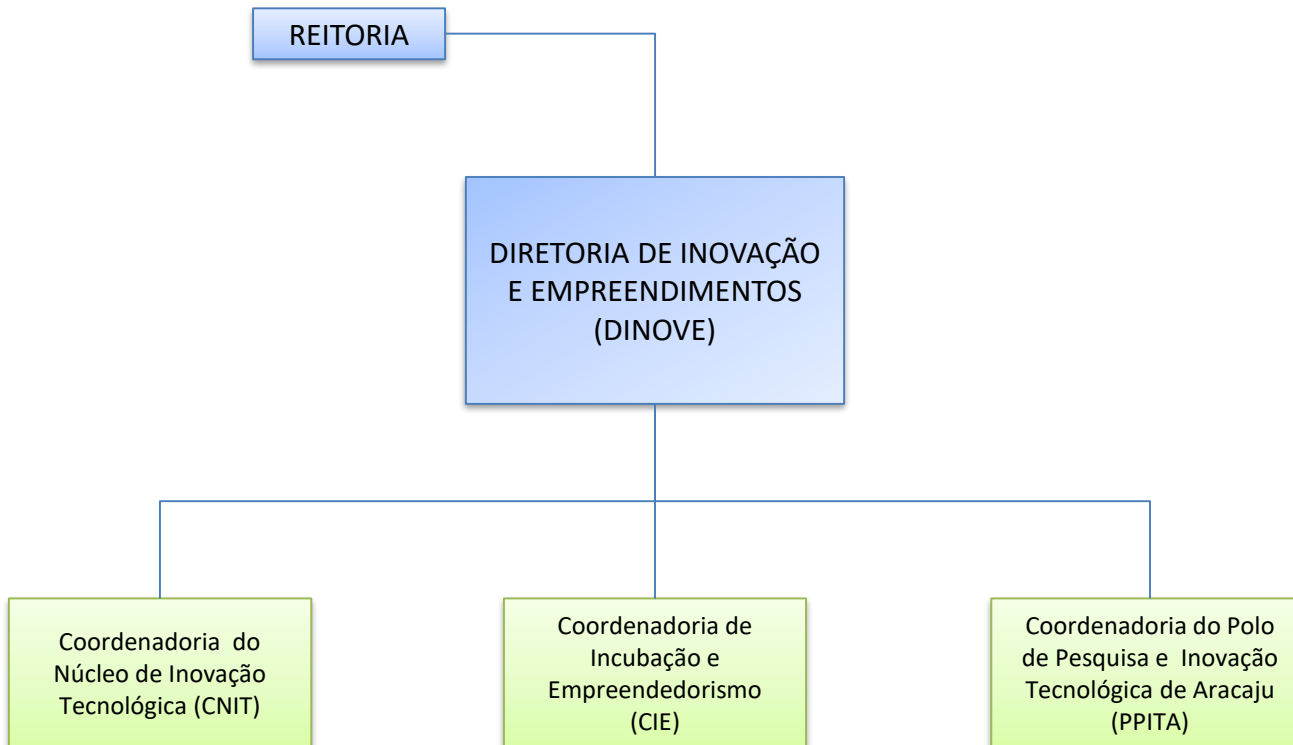 REITORIA
DIRETORIA DE INOVAÇÃO
E EMPREENDIMENTOS
(DINOVE)
Coordenadoria do
Núcleo de Inovação
Tecnológica (CNIT)
Coordenadoria de
Incubação e
Empreendedorismo
(CIE)
Coordenadoria do Polo
de Pesquisa e Inovação
Tecnológica de Aracaju
(PPITA)